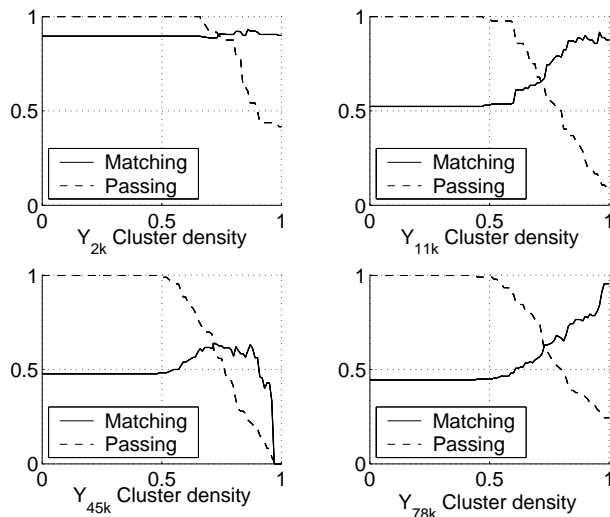 1
0.5
0
Matching
Passing
0 0.5 1
Y2k Cluster density
1
0.5
0
Matching
Passing
0 0.5 1
Y11k Cluster density
1
0.5
0
Matching
Passing
0 0.5 1
Y45k Cluster density
1
0.5
0
Matching
Passing
0 0.5 1
Y78k Cluster density